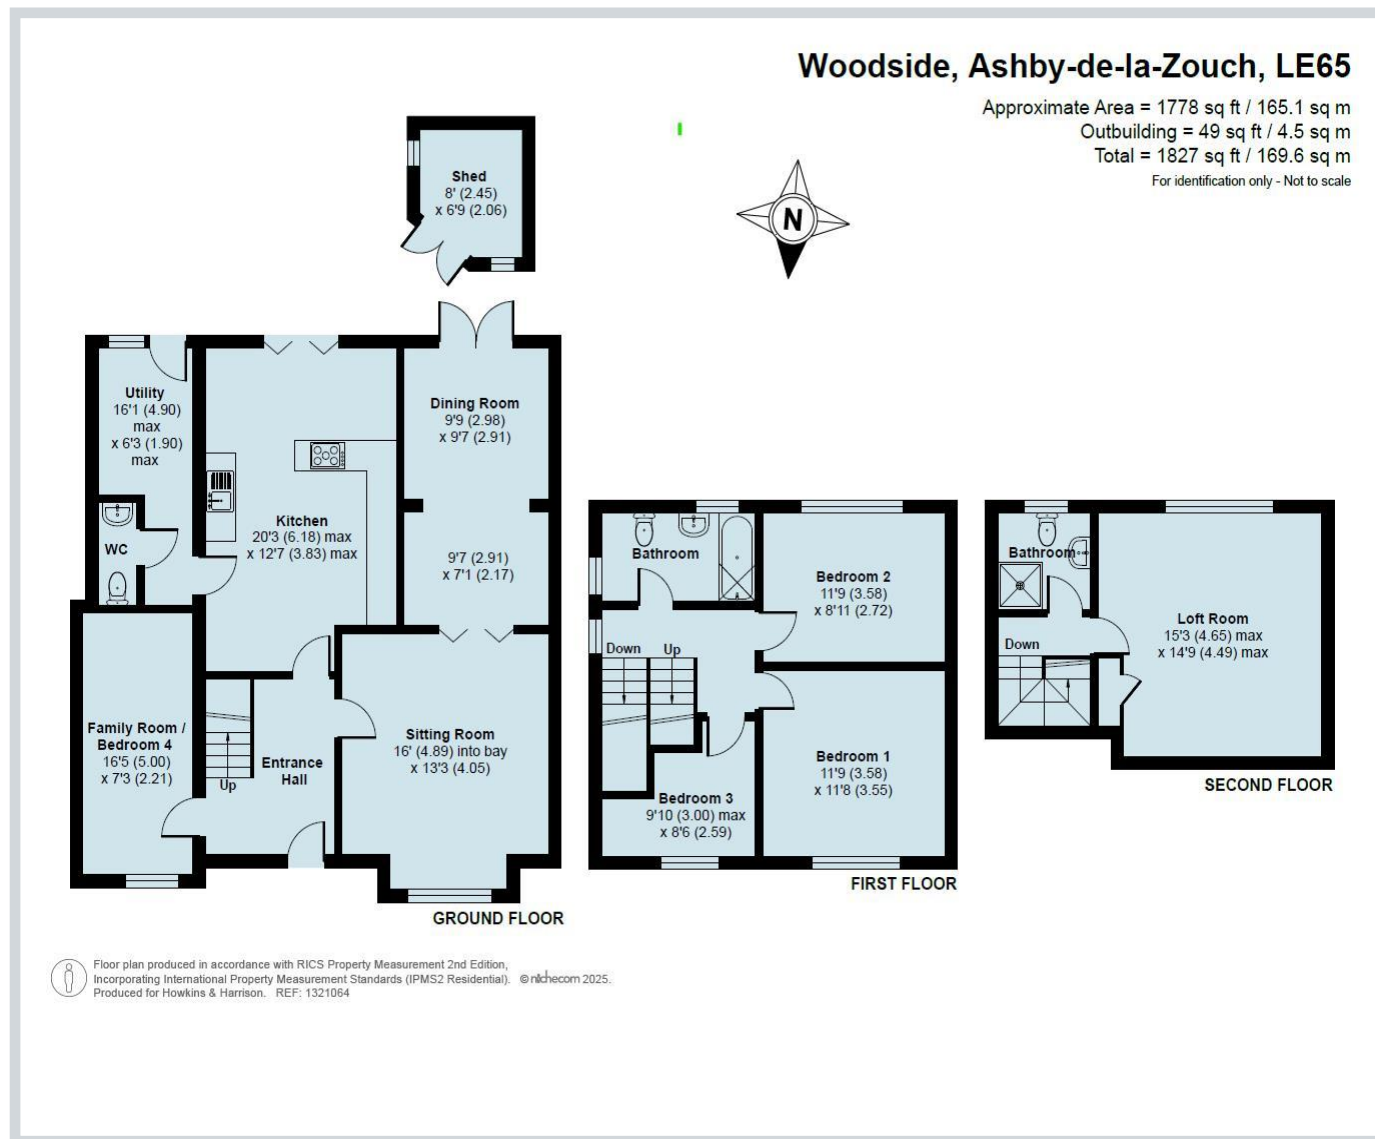 Woodside, Ashby-de-la-Zouch, LE65
Approximate Area = 1778 sq ft / 165.1 sq m
Outbuilding = 49 sq ft / 4.5 sq m
Total = 1827 sq ft / 169.6 sq m
For identification only - Not to scale
N
Shed
8' (2.45)
x 6'9 (2.06)
Utility
16'1 (4.90)
max
x 6'3 (1.90)
max
Dining Room
9'9 (2.98)
x 9'7 (2.91)
Kitchen
20'3 (6.18) max
x 12'7 (3.83) max
WC
9'7 (2.91)
x 7'1 (2.17)
Family Room /
Bedroom 4
16'5 (5.00)
x 7'3 (2.21)
Up
Entrance
Hall
Sitting Room
16' (4.89) into bay
x 13'3 (4.05)
GROUND FLOOR
Bathroom
Bedroom 2
11'9 (3.58)
x 8'11 (2.72)
Down
Up
Bedroom 1
11'9 (3.58)
x 11'8 (3.55)
Bedroom 3
9'10 (3.00) max
x 8'6 (2.59)
FIRST FLOOR
Bathroom
Loft Room
15'3 (4.65) max
x 14'9 (4.49) max
Down
SECOND FLOOR
Floor plan produced in accordance with RICS Property Measurement 2nd Edition,
Incorporating International Property Measurement Standards (IPMS2 Residential). © nichecom 2025.
Produced for Howkins & Harrison. REF: 1321064